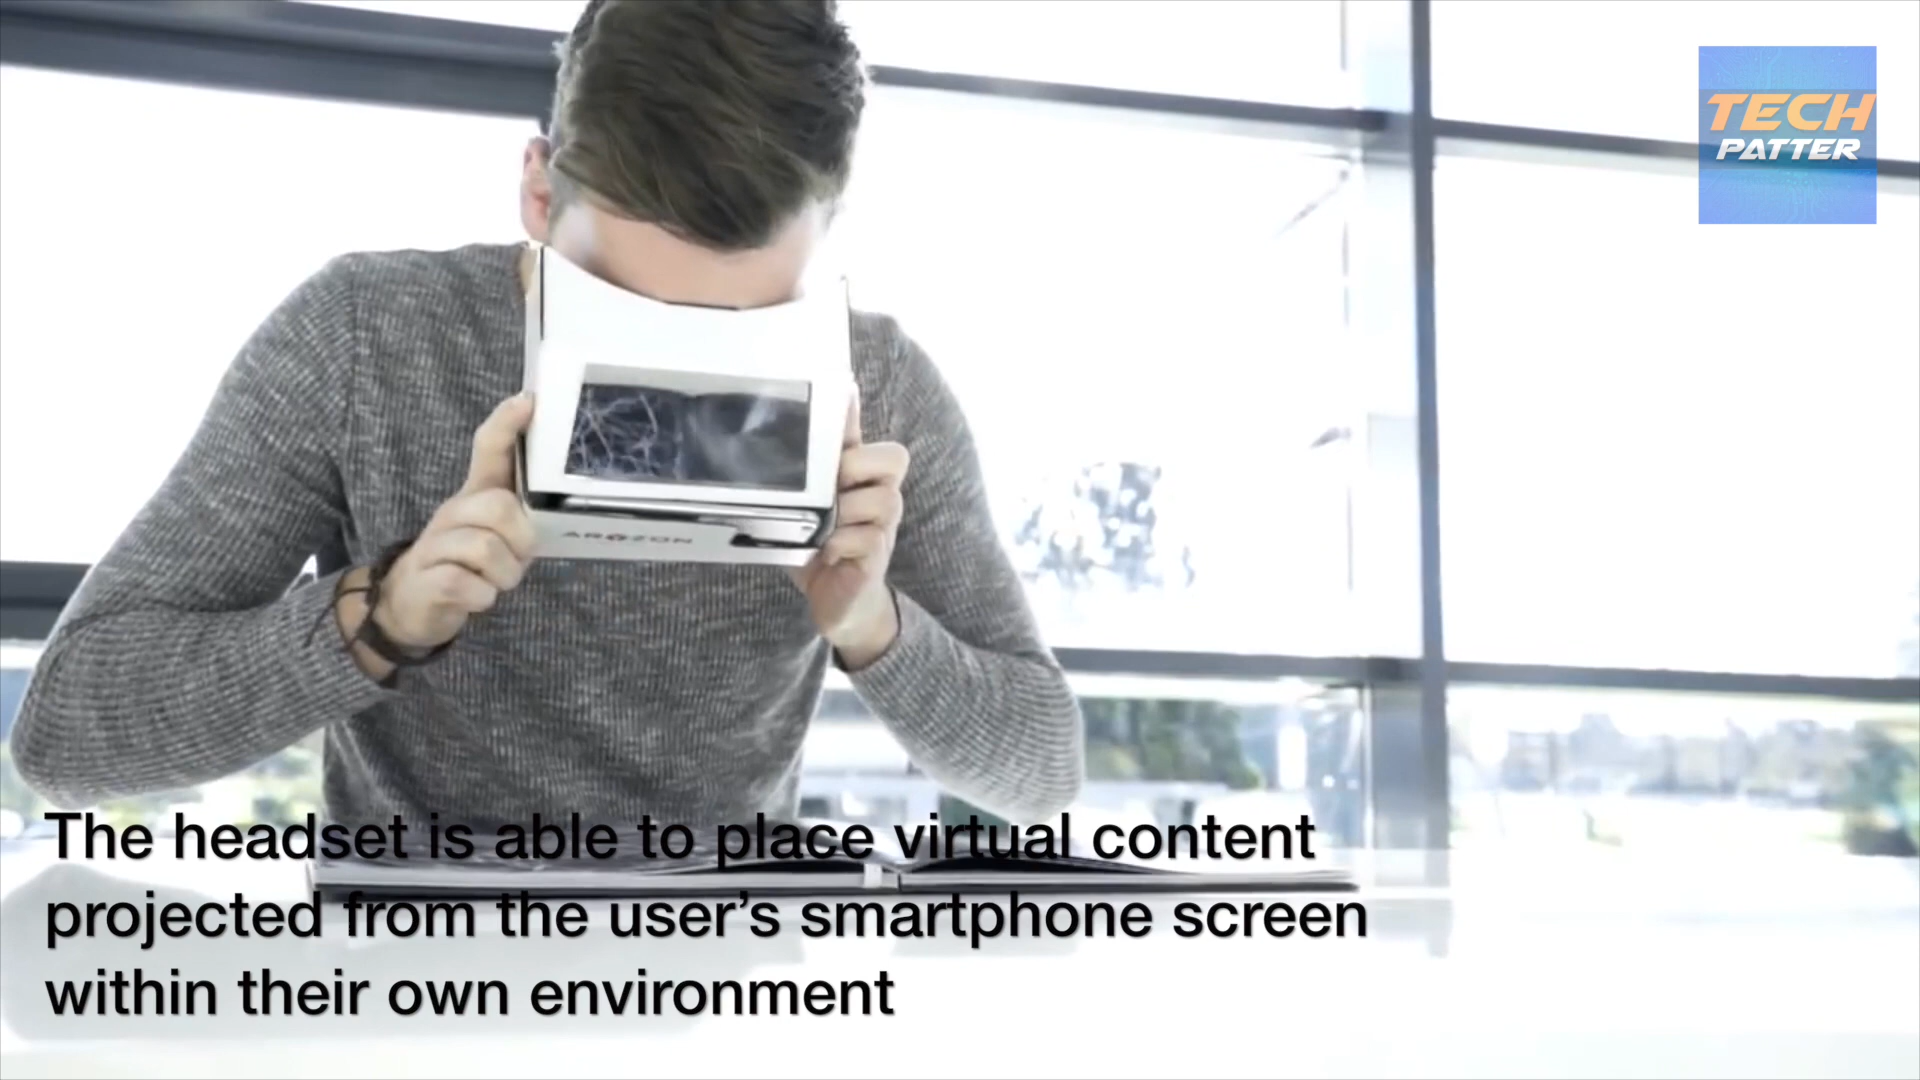 TECH
PATTER
The headset is able to place virtual content
projected from the user’s smartphone screen
within their own environment